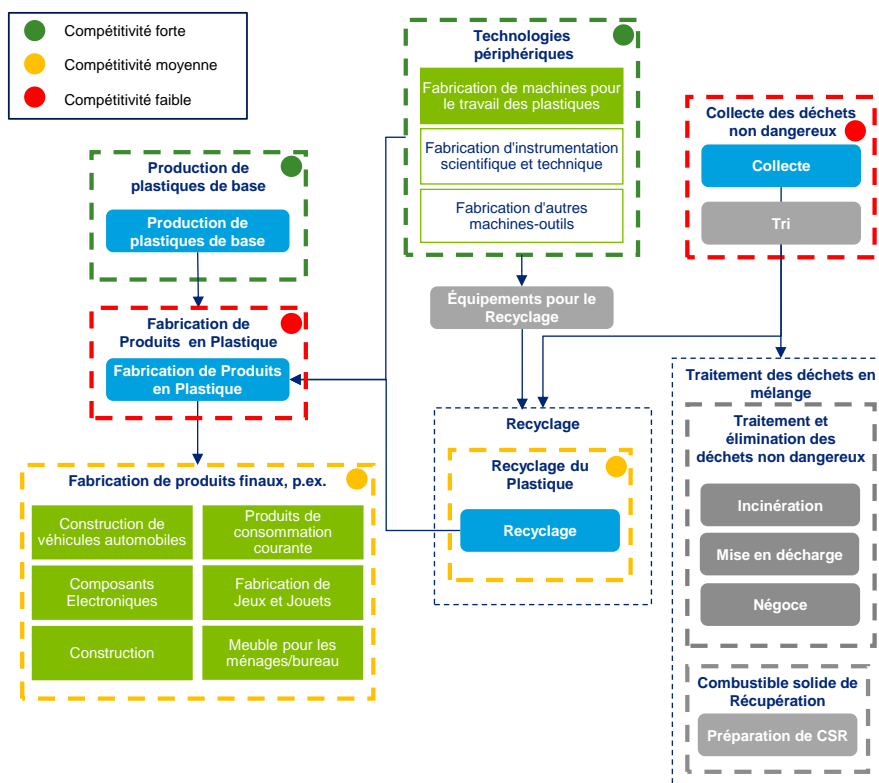 Compétitivité forte
Compétitivité moyenne
Compétitivité faible
Technologies
périphériques
Fabrication de machines pour
le travail des plastiques
Fabrication d'instrumentation
scientifique et technique
Fabrication d'autres
machines-outils
Collecte des déchets
non dangereux
Collecte
Tri
Production de
plastiques de base
Production de
plastiques de base
Équipements pour le
Recyclage
Fabrication de
Produits en Plastique
Fabrication de Produits
en Plastique
Traitement des déchets en
mélange
Traitement et
élimination des
déchets non dangereux
Incinération
Mise en décharge
Négoce
Recyclage
Recyclage du
Plastique
Recyclage
Fabrication de produits finaux, p.ex.
Construction de
véhicules automobiles
Produits de
consommation
courante
Composants
Electroniques
Fabrication de
Jeux et Jouets
Construction
Meuble pour les
ménages/bureau
Combustible solide de
Récupération
Préparation de CSR